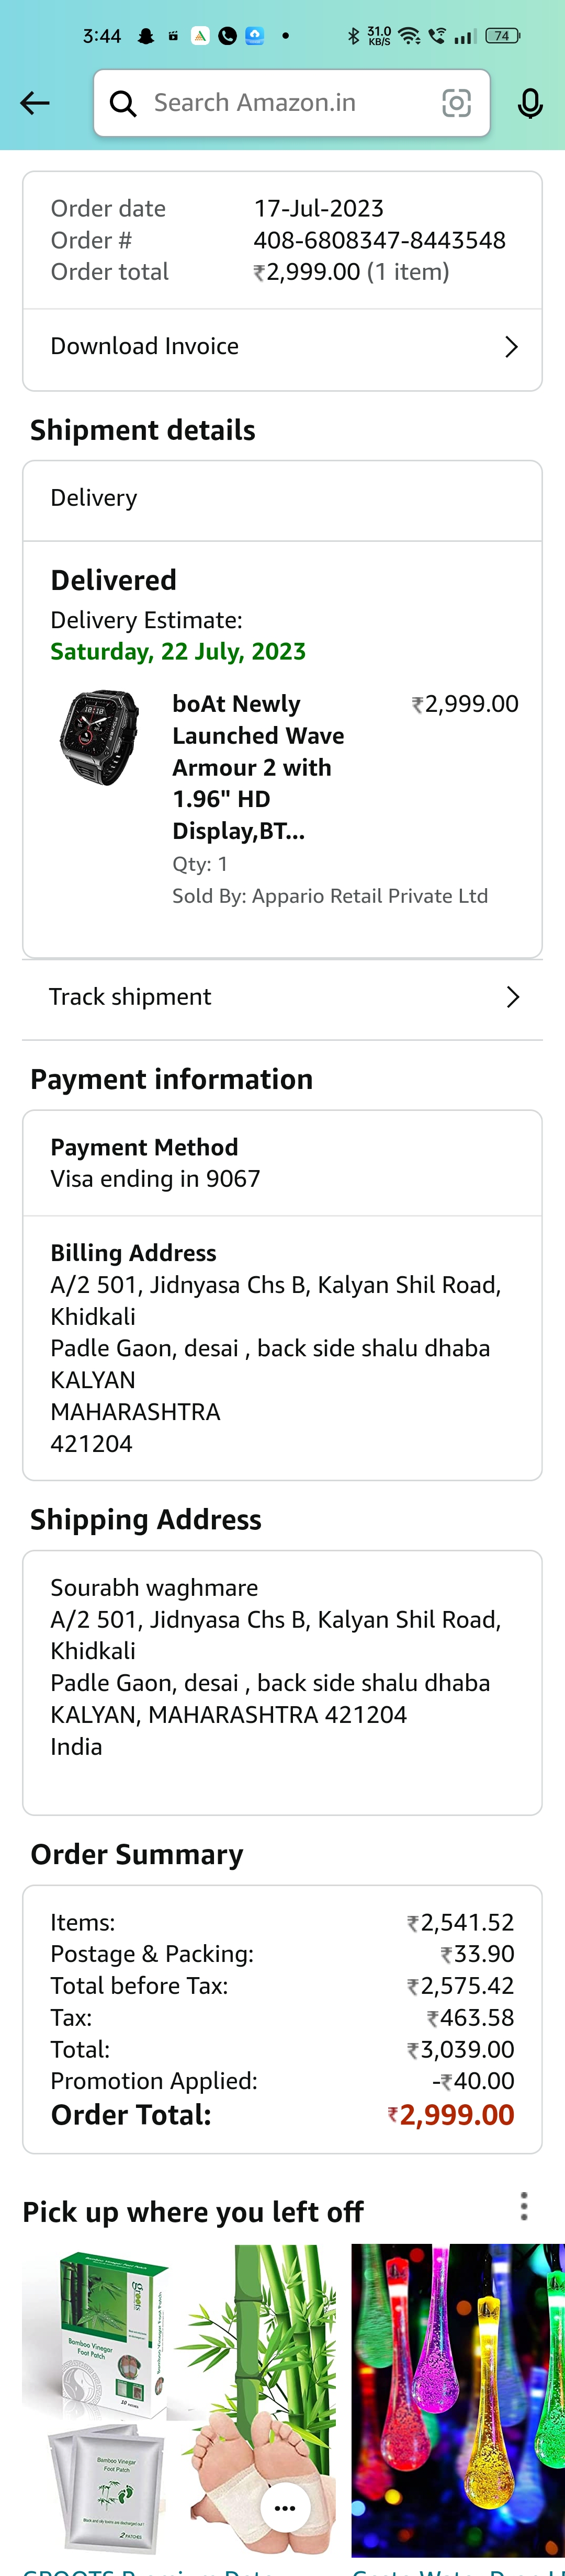 3:44
31.0
KB/S
74
Search Amazon.in
Order date 17-Jul-2023
Order # 408-6808347-8443548
Order total ₹2,999.00 (1 item)
Download Invoice
Shipment details
Delivery
Delivered
Delivery Estimate:
Saturday, 22 July, 2023
boAt Newly ₹2,999.00
Launched Wave
Armour 2 with
1.96" HD
Display,BT...
Qty: 1
Sold By: Appario Retail Private Ltd
Track shipment
Payment information
Payment Method
Visa ending in 9067
Billing Address
A/2 501, Jidnyasa Chs B, Kalyan Shil Road,
Khidkali
Padle Gaon, desai , back side shalu dhaba
KALYAN
MAHARASHTRA
421204
Shipping Address
Sourabh waghmare
A/2 501, Jidnyasa Chs B, Kalyan Shil Road,
Khidkali
Padle Gaon, desai , back side shalu dhaba
KALYAN, MAHARASHTRA 421204
India
Order Summary
Items: ₹2,541.52
Postage & Packing: ₹33.90
Total before Tax: ₹2,575.42
Tax: ₹463.58
Total: ₹3,039.00
Promotion Applied: -₹40.00
Order Total: ₹2,999.00
Pick up where you left off
Bamboo Vinegar
Foot Patch
Bamboo Vinegar
Foot Patch
2 PATCHES